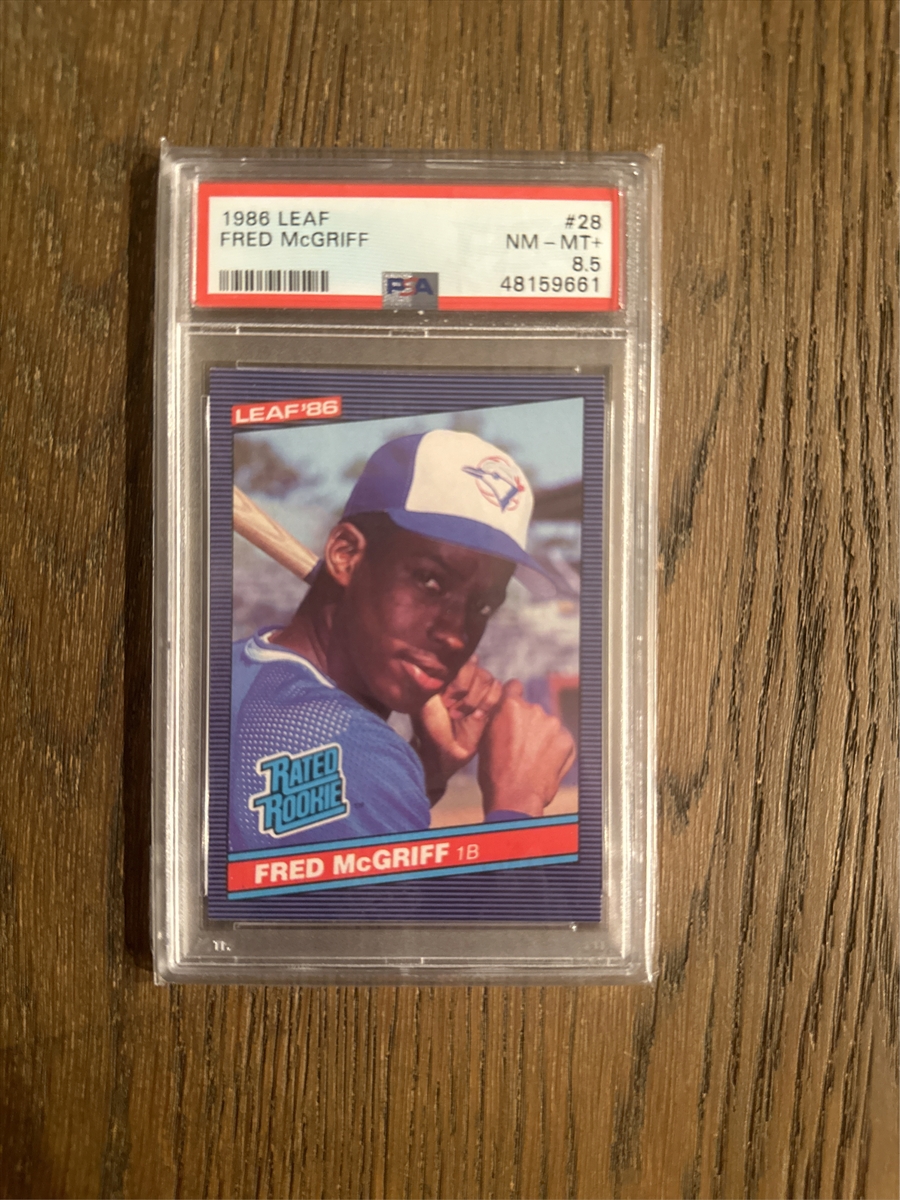 1986 LEAF
FRED McGRIFF
#28
NM – MT+
8.5
48159661
PSA
LEAF '86
RATED
ROOKIE
FRED McGRIFF 1B